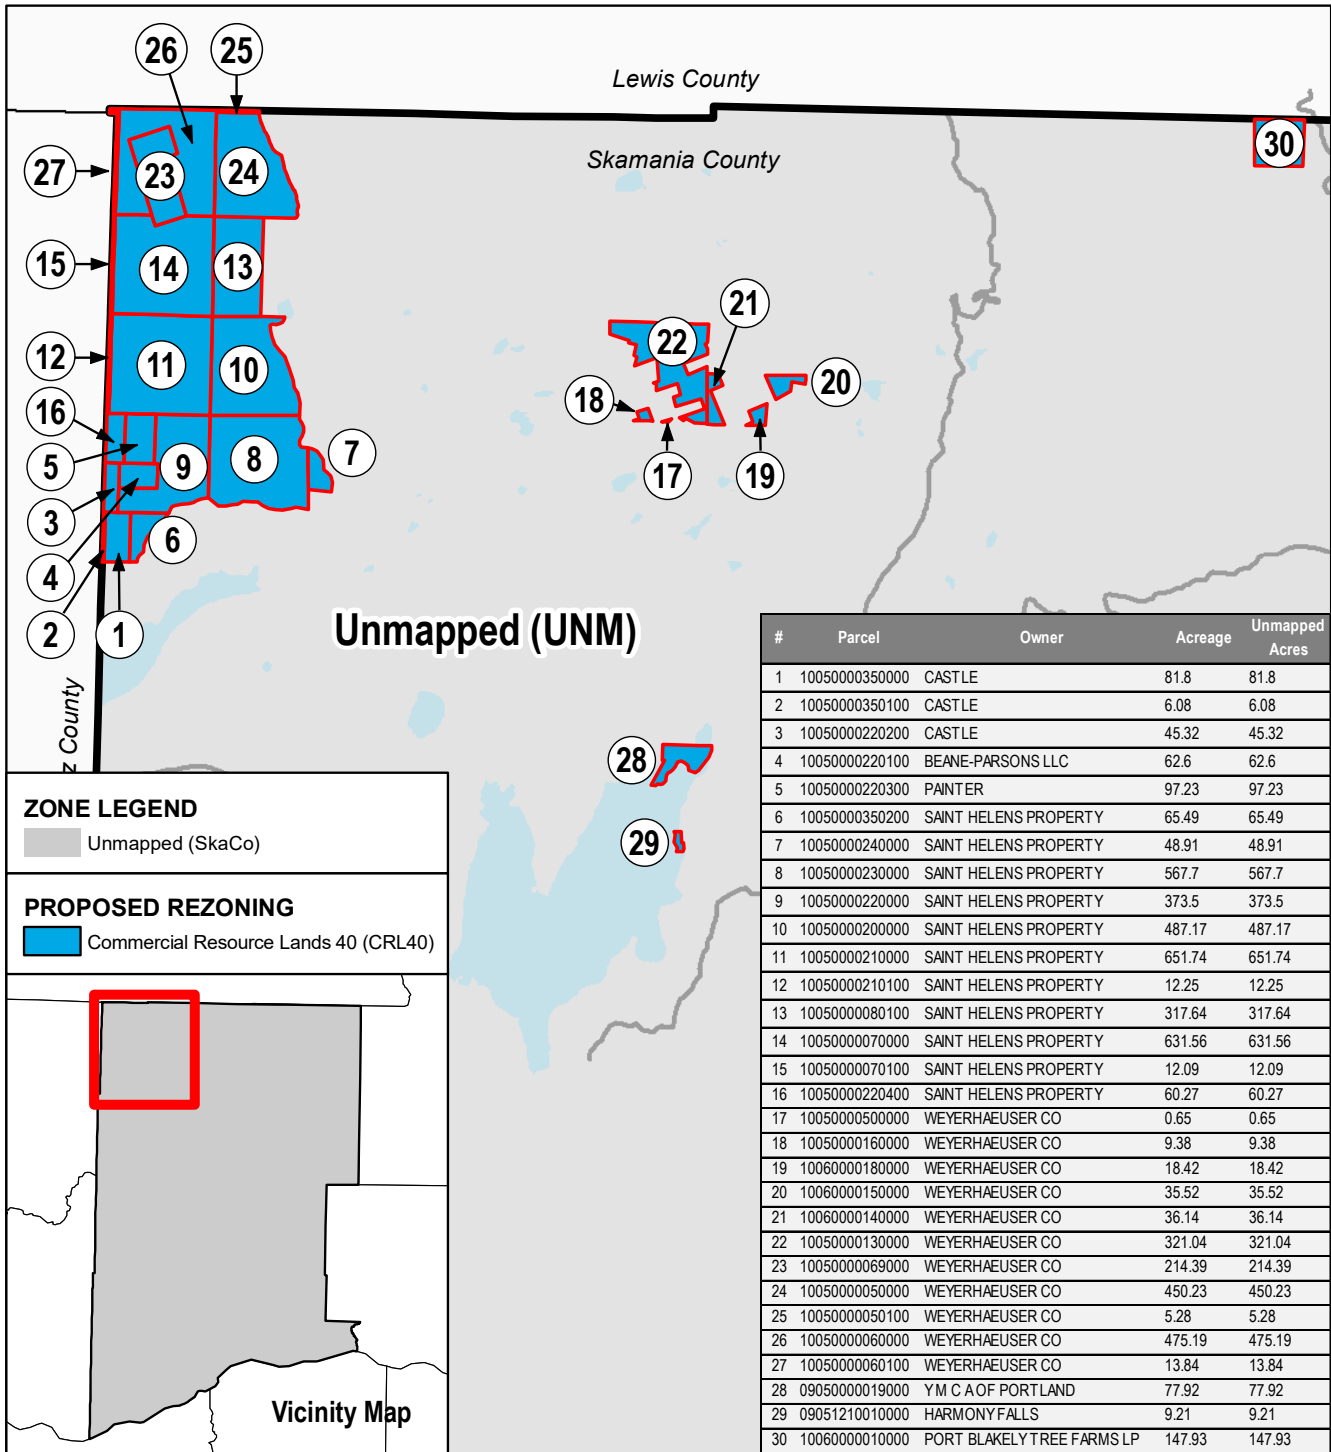 26
25
Lewis County
Skamania County
30
27
23
24
15
14
13
21
12
11
10
22
20
16
18
5
9
8
7
17
19
3
6
4
2
1
Unmapped (UNM)
z County
28
29
ZONE LEGEND
Unmapped (SkaCo)
PROPOSED REZONING
Commercial Resource Lands 40 (CRL40)
Vicinity Map
# Parcel Owner Acreage Unmapped Acres
1 10050000350000 CASTLE 81.8 81.8
2 10050000350100 CASTLE 6.08 6.08
3 10050000220200 CASTLE 45.32 45.32
4 10050000220100 BEANE-PARSONS LLC 62.6 62.6
5 10050000220300 PAINTER 97.23 97.23
6 10050000350200 SAINT HELENS PROPERTY 65.49 65.49
7 10050000240000 SAINT HELENS PROPERTY 48.91 48.91
8 10050000230000 SAINT HELENS PROPERTY 567.7 567.7
9 10050000220000 SAINT HELENS PROPERTY 373.5 373.5
10 10050000200000 SAINT HELENS PROPERTY 487.17 487.17
11 10050000210000 SAINT HELENS PROPERTY 651.74 651.74
12 10050000210100 SAINT HELENS PROPERTY 12.25 12.25
13 10050000080100 SAINT HELENS PROPERTY 317.64 317.64
14 10050000070000 SAINT HELENS PROPERTY 631.56 631.56
15 10050000070100 SAINT HELENS PROPERTY 12.09 12.09
16 10050000220400 SAINT HELENS PROPERTY 60.27 60.27
17 10050000500000 WEYERHAEUSER CO 0.65 0.65
18 10050000160000 WEYERHAEUSER CO 9.38 9.38
19 10060000180000 WEYERHAEUSER CO 18.42 18.42
20 10060000150000 WEYERHAEUSER CO 35.52 35.52
21 10060000140000 WEYERHAEUSER CO 36.14 36.14
22 10050000130000 WEYERHAEUSER CO 321.04 321.04
23 10050000069000 WEYERHAEUSER CO 214.39 214.39
24 10050000050000 WEYERHAEUSER CO 450.23 450.23
25 10050000050100 WEYERHAEUSER CO 5.28 5.28
26 10050000060000 WEYERHAEUSER CO 475.19 475.19
27 10050000060100 WEYERHAEUSER CO 13.84 13.84
28 09050000019000 Y M C A OF PORTLAND 77.92 77.92
29 09051210010000 HARMONY FALLS 9.21 9.21
30 10060000010000 PORT BLAKELY TREE FARMS LP 147.93 147.93